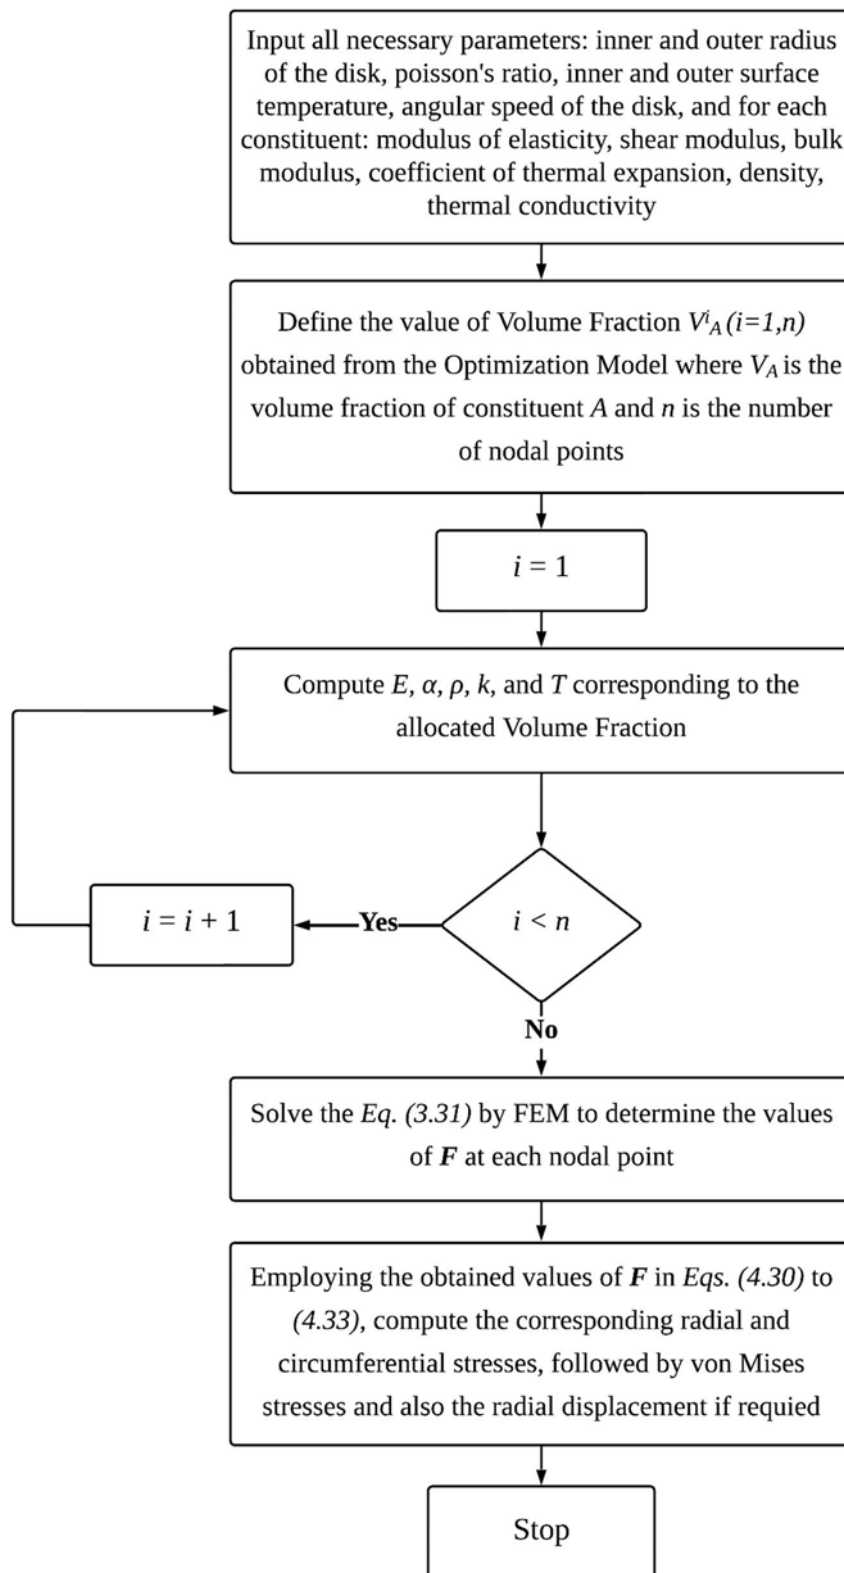 Input all necessary parameters: inner and outer radius
of the disk, poisson's ratio, inner and outer surface
temperature, angular speed of the disk, and for each
constituent: modulus of elasticity, shear modulus, bulk
modulus, coefficient of thermal expansion, density,
thermal conductivity
Define the value of Volume Fraction Vⁱ_A (i=1,n)
obtained from the Optimization Model where V_A is the
volume fraction of constituent A and n is the number
of nodal points
i = 1
Compute E, α, ρ, k, and T corresponding to the
allocated Volume Fraction
i = i + 1
Yes
i < n
No
Solve the Eq. (3.31) by FEM to determine the values
of F at each nodal point
Employing the obtained values of F in Eqs. (4.30) to
(4.33), compute the corresponding radial and
circumferential stresses, followed by von Mises
stresses and also the radial displacement if requied
Stop